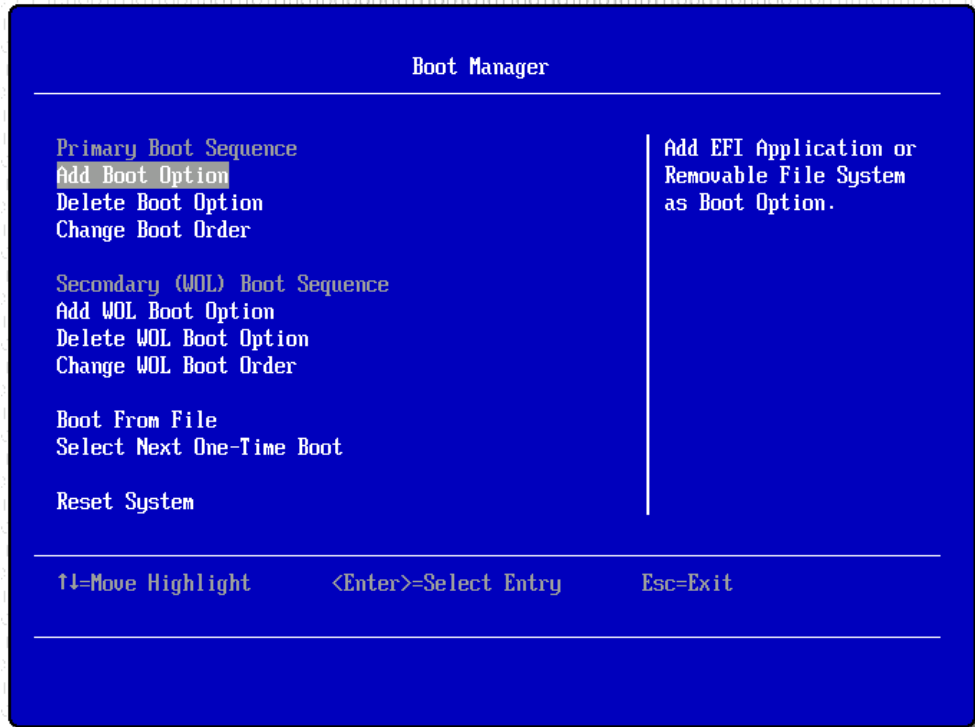 Boot Manager
Primary Boot Sequence
Add Boot Option
Delete Boot Option
Change Boot Order
Secondary (WOL) Boot Sequence
Add WOL Boot Option
Delete WOL Boot Option
Change WOL Boot Order
Boot From File
Select Next One-Time Boot
Reset System
Add EFI Application or
Removable File System
as Boot Option.
↑↓=Move Highlight <Enter>=Select Entry Esc=Exit